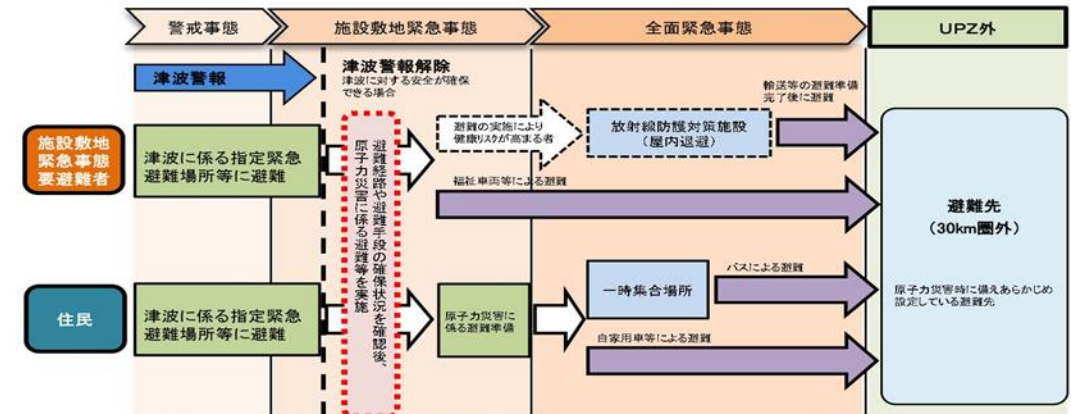 警戒事態
施設敷地緊急事態
全面緊急事態
UPZ外
津波警報
津波警報解除
津波に対する安全が確保
できる場合
輸送等の避難準備
完了後に避難
施設敷地
緊急事態
要避難者
津波に係る指定緊急
避難場所等に避難
避難経路や避難手段の確保状況を確認後、
原子力災害に係る避難等を実施
避難の実施により
健康リスクが高まる者
放射線防護対策施設
（屋内退避）
福祉車両等による避難
避難先
（30km圏外）
原子力災害時に備えあらかじめ
設定している避難先
住民
津波に係る指定緊急
避難場所等に避難
原子力災害に
係る避難準備
一時集合場所
バスによる避難
自家用車等による避難